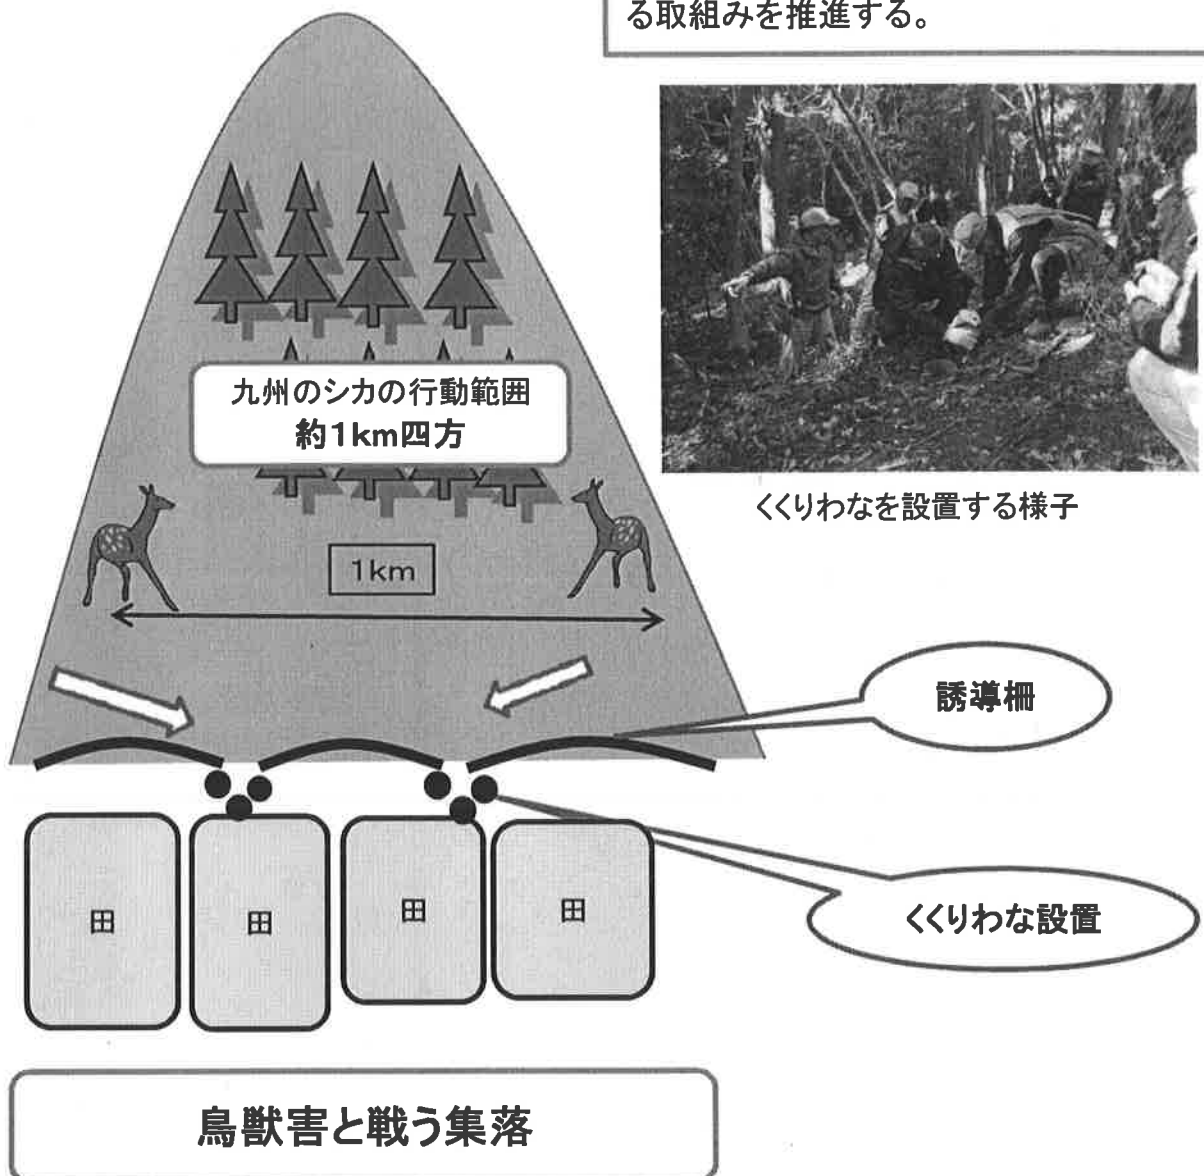 る取組みを推進する。
九州のシカの行動範囲
約1km四方
くくりわなを設置する様子
1km
誘導柵
田
田
田
田
くくりわな設置
鳥獣害と戦う集落